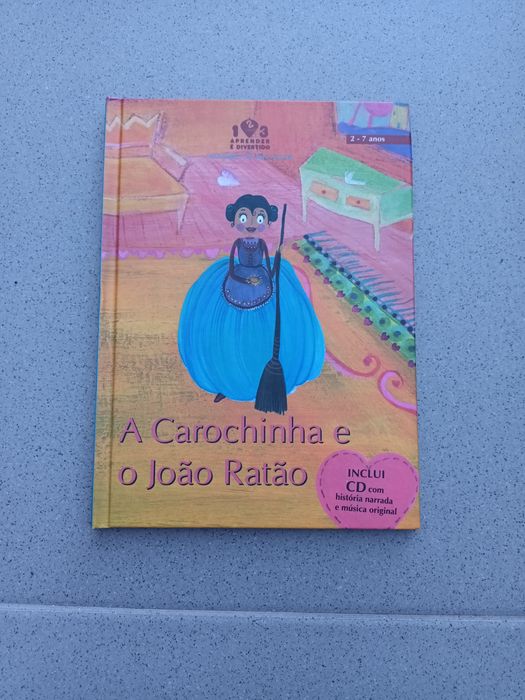 1 2 3
APRENDER
É DIVERTIDO
2 - 7 anos
A Carochinha e
o João Ratão
INCLUI
CD com
história narrada
e música original